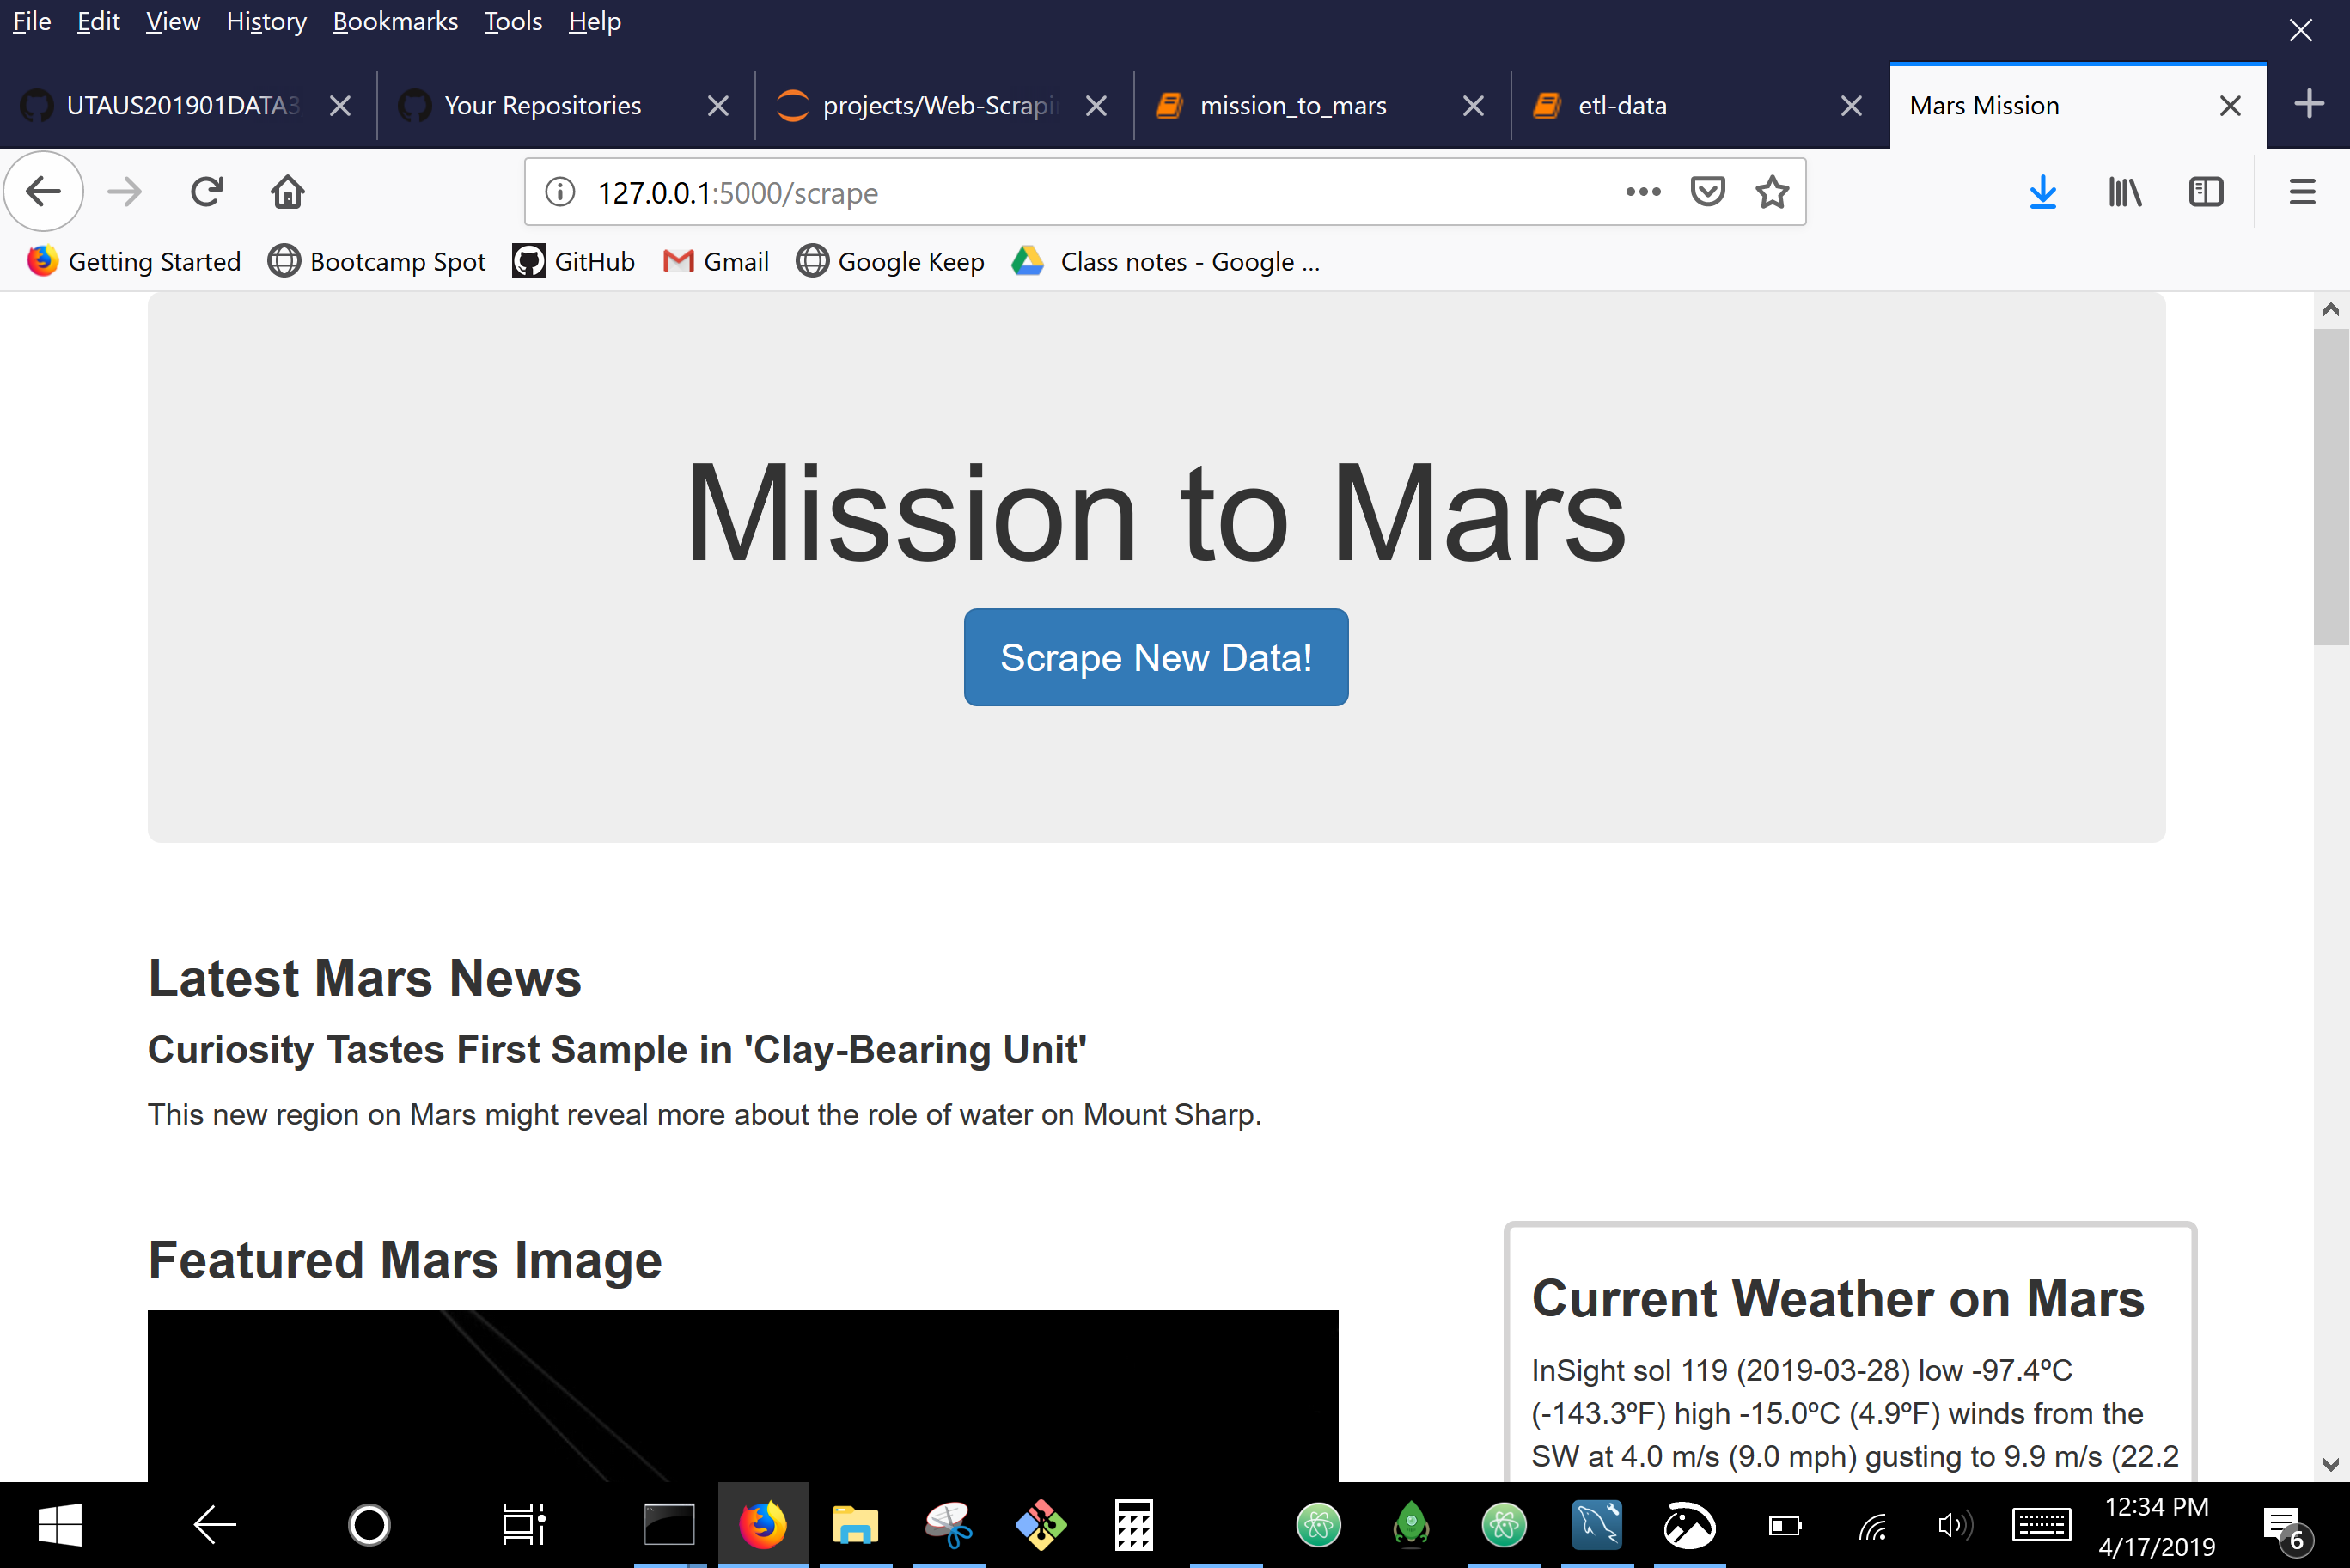 File Edit View History Bookmarks Tools Help
UTAUS201901DATA3
Your Repositories
projects/Web-Scrapi
mission_to_mars
etl-data
Mars Mission
127.0.0.1:5000/scrape
Getting Started Bootcamp Spot GitHub Gmail Google Keep Class notes - Google ...
Mission to Mars
Scrape New Data!
Latest Mars News
Curiosity Tastes First Sample in 'Clay-Bearing Unit'
This new region on Mars might reveal more about the role of water on Mount Sharp.
Featured Mars Image
Current Weather on Mars
InSight sol 119 (2019-03-28) low -97.4ºC
(-143.3ºF) high -15.0ºC (4.9ºF) winds from the
SW at 4.0 m/s (9.0 mph) gusting to 9.9 m/s (22.2
12:34 PM
4/17/2019
6